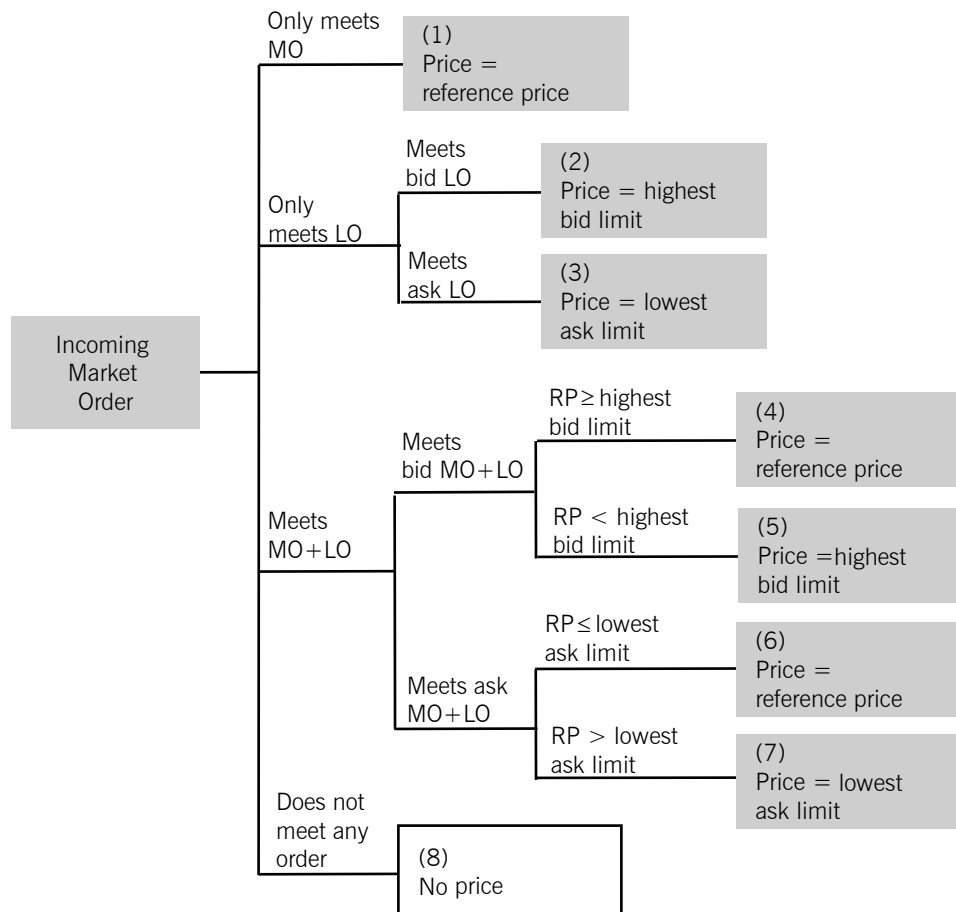 Only meets
MO
(1)
Price =
reference price
Only
meets LO
Meets
bid LO
(2)
Price = highest
bid limit
Meets
ask LO
(3)
Price = lowest
ask limit
Incoming
Market
Order
Meets
MO+LO
Meets
bid MO+LO
RP≥highest
bid limit
(4)
Price =
reference price
RP < highest
bid limit
(5)
Price =highest
bid limit
Meets ask
MO+LO
RP≤lowest
ask limit
(6)
Price =
reference price
RP > lowest
ask limit
(7)
Price = lowest
ask limit
Does not
meet any
order
(8)
No price